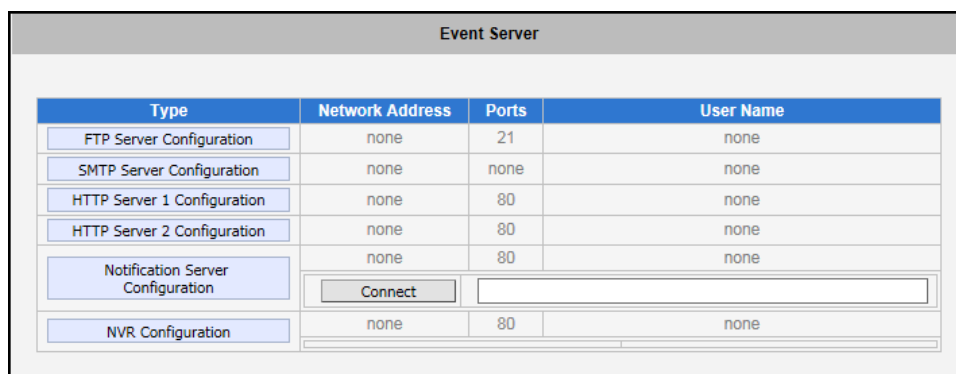 Event Server
Type Network Address Ports User Name
FTP Server Configuration none 21 none
SMTP Server Configuration none none none
HTTP Server 1 Configuration none 80 none
HTTP Server 2 Configuration none 80 none
Notification Server
Configuration
none 80 none
Connect
NVR Configuration none 80 none